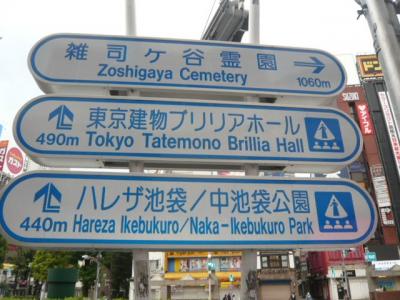 雑司ケ谷霊園
Zoshigaya Cemetery
1060m
東京建物ブリリアホール
490m Tokyo Tatemono Brillia Hall
ハレザ池袋/中池袋公園
440m Hareza Ikebukuro/Naka-Ikebukuro Park